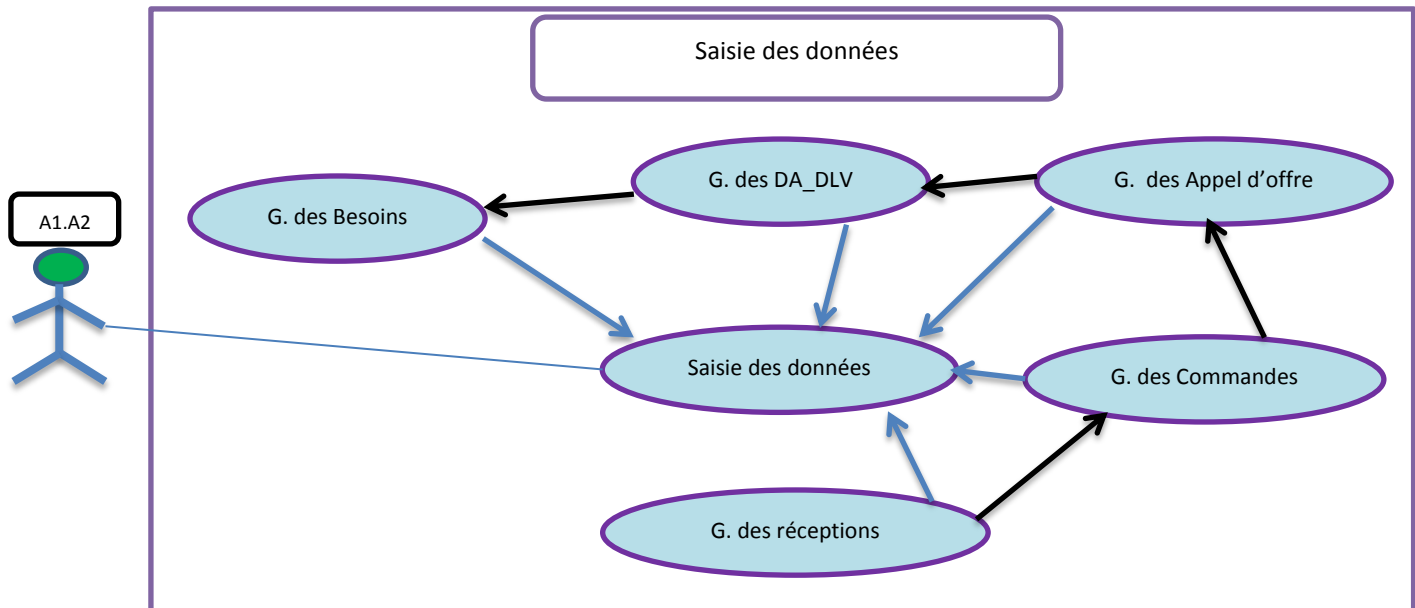 Saisie des données
G. des DA_DLV
G. des Appel d'offre
G. des Besoins
A1.A2
Saisie des données
G. des Commandes
G. des réceptions